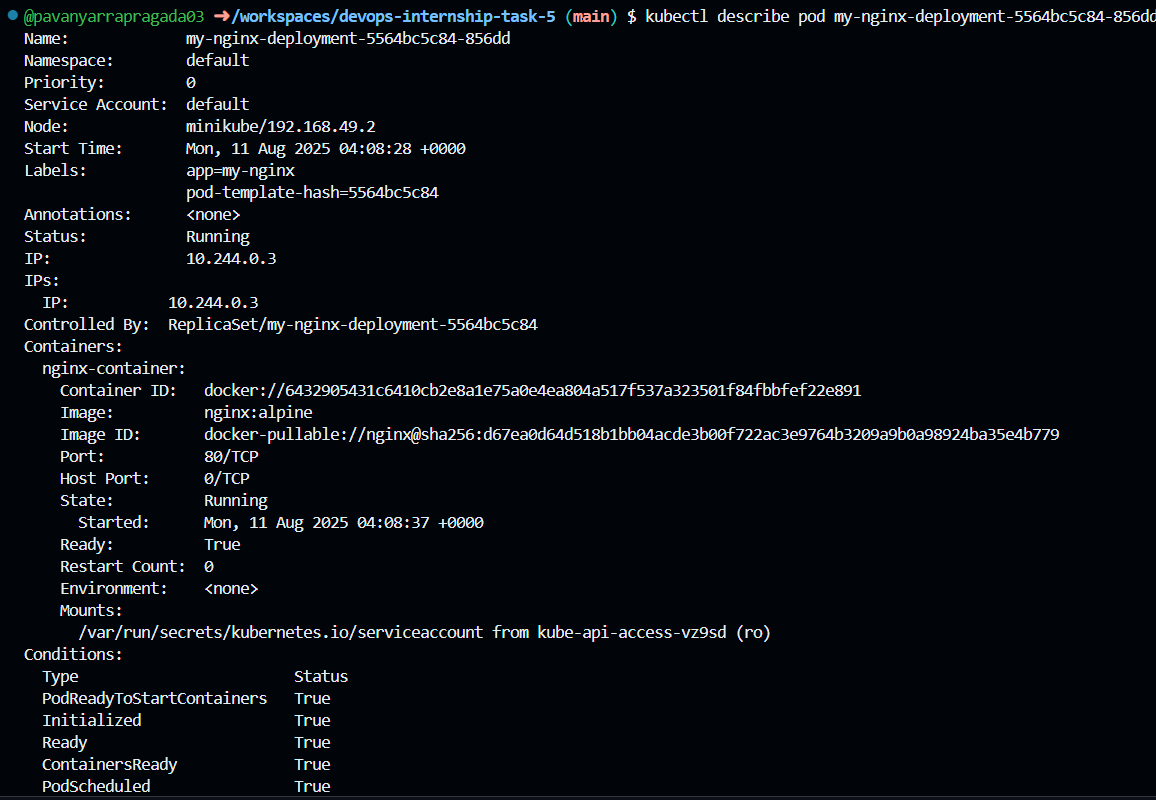 @pavanyarrapragada03 ➜/workspaces/devops-internship-task-5 (main) $ kubectl describe pod my-nginx-deployment-5564bc5c84-856dd
Name:             my-nginx-deployment-5564bc5c84-856dd
Namespace:        default
Priority:         0
Service Account:  default
Node:             minikube/192.168.49.2
Start Time:       Mon, 11 Aug 2025 04:08:28 +0000
Labels:           app=my-nginx
                  pod-template-hash=5564bc5c84
Annotations:      <none>
Status:           Running
IP:               10.244.0.3
IPs:
  IP:           10.244.0.3
Controlled By:  ReplicaSet/my-nginx-deployment-5564bc5c84
Containers:
  nginx-container:
    Container ID:   docker://6432905431c6410cb2e8a1e75a0e4ea804a517f537a323501f84fbbfef22e891
    Image:          nginx:alpine
    Image ID:       docker-pullable://nginx@sha256:d67ea0d64d518b1bb04acde3b00f722ac3e9764b3209a9b0a98924ba35e4b779
    Port:           80/TCP
    Host Port:      0/TCP
    State:          Running
      Started:      Mon, 11 Aug 2025 04:08:37 +0000
    Ready:          True
    Restart Count:  0
    Environment:    <none>
    Mounts:
      /var/run/secrets/kubernetes.io/serviceaccount from kube-api-access-vz9sd (ro)
Conditions:
  Type                        Status
  PodReadyToStartContainers   True
  Initialized                 True
  Ready                       True
  ContainersReady             True
  PodScheduled                True